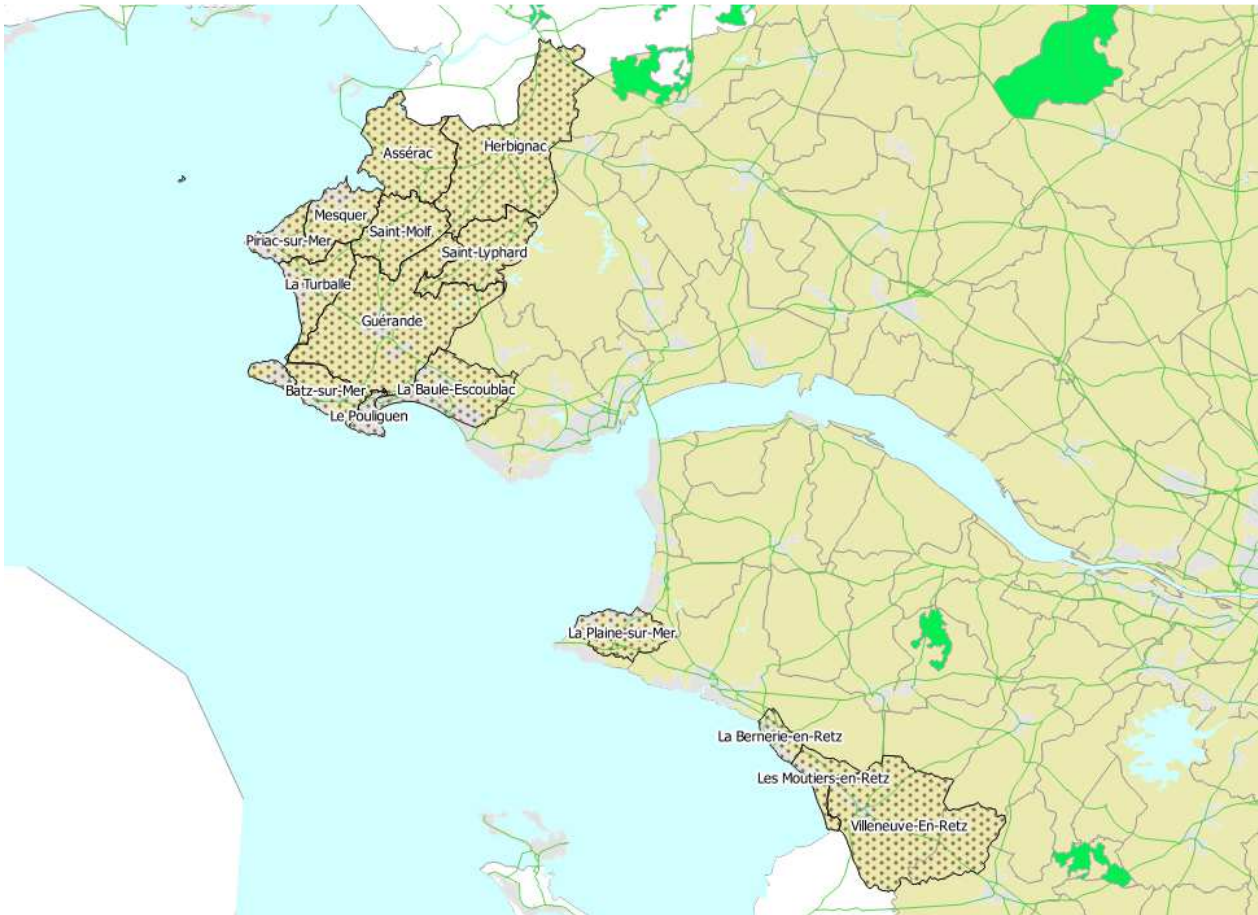 Herbignac
Assérac
Mesquer
Saint-Molf
Piriac-sur-Mer
Saint-Lyphard
La Turballe
Guérande
Batz-sur-Mer
La Baule-Escoublac
Le Pouliguen
La Plaine-sur-Mer
La Bernerie-en-Retz
Les Moutiers-en-Retz
Villeneuve-En-Retz